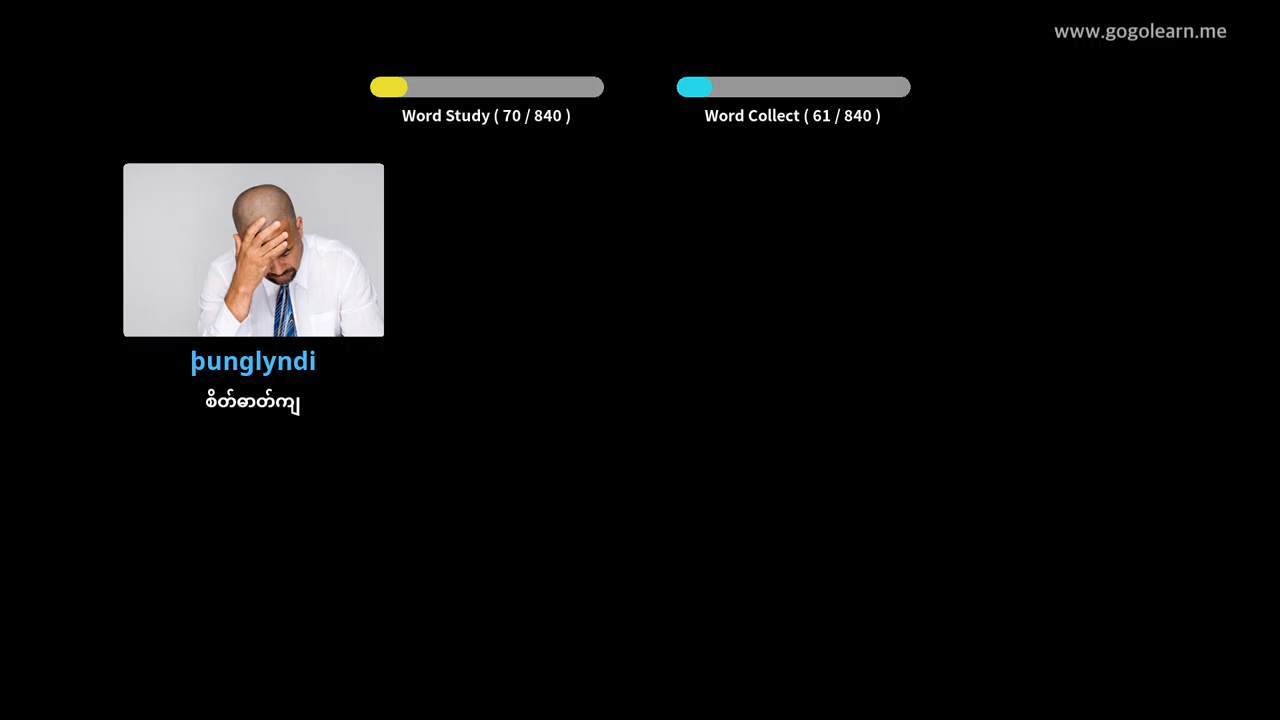 www.gogolearn.me
Word Study ( 70 / 840 )
Word Collect ( 61 / 840 )
þunglyndi
စိတ်ဓာတ်ကျ